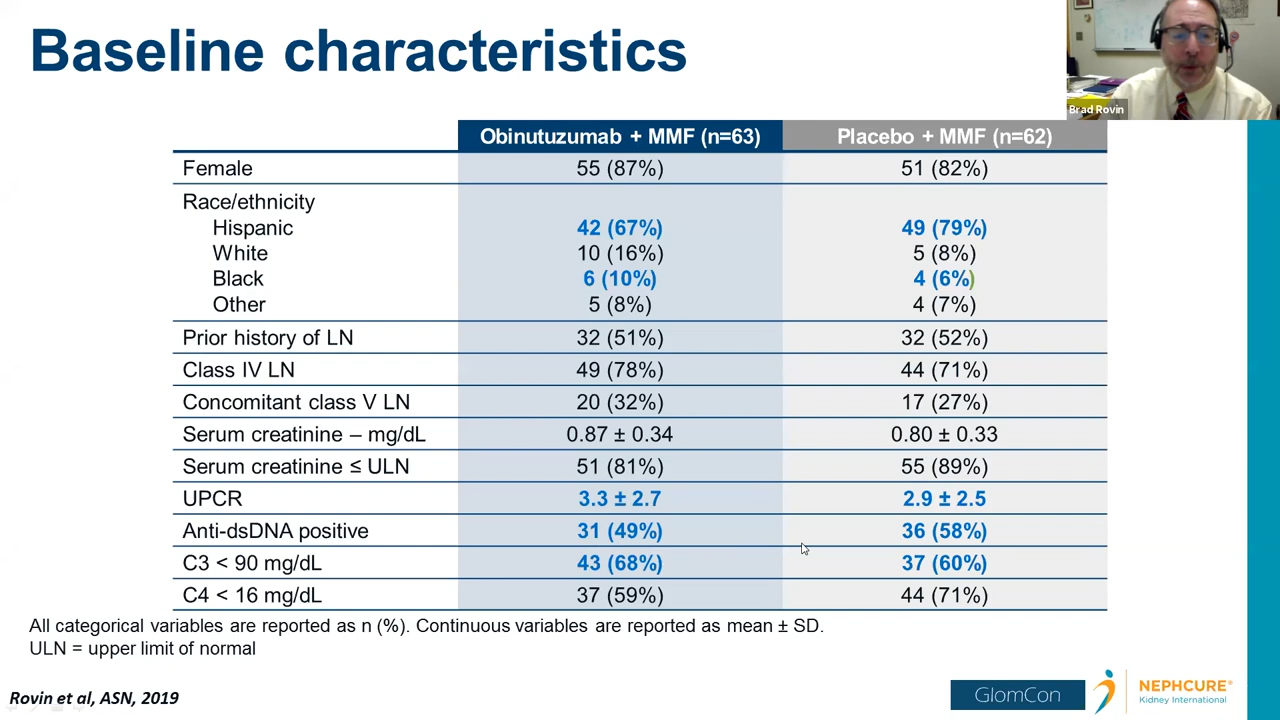 Baseline characteristics
Brad Rovin
Obinutuzumab + MMF (n=63) Placebo + MMF (n=62)
Female 55 (87%) 51 (82%)
Race/ethnicity
Hispanic 42 (67%) 49 (79%)
White 10 (16%) 5 (8%)
Black 6 (10%) 4 (6%)
Other 5 (8%) 4 (7%)
Prior history of LN 32 (51%) 32 (52%)
Class IV LN 49 (78%) 44 (71%)
Concomitant class V LN 20 (32%) 17 (27%)
Serum creatinine – mg/dL 0.87 ± 0.34 0.80 ± 0.33
Serum creatinine ≤ ULN 51 (81%) 55 (89%)
UPCR 3.3 ± 2.7 2.9 ± 2.5
Anti-dsDNA positive 31 (49%) 36 (58%)
C3 < 90 mg/dL 43 (68%) 37 (60%)
C4 < 16 mg/dL 37 (59%) 44 (71%)
All categorical variables are reported as n (%). Continuous variables are reported as mean ± SD.
ULN = upper limit of normal
Rovin et al, ASN, 2019
GlomCon
NEPHCURE®
Kidney International